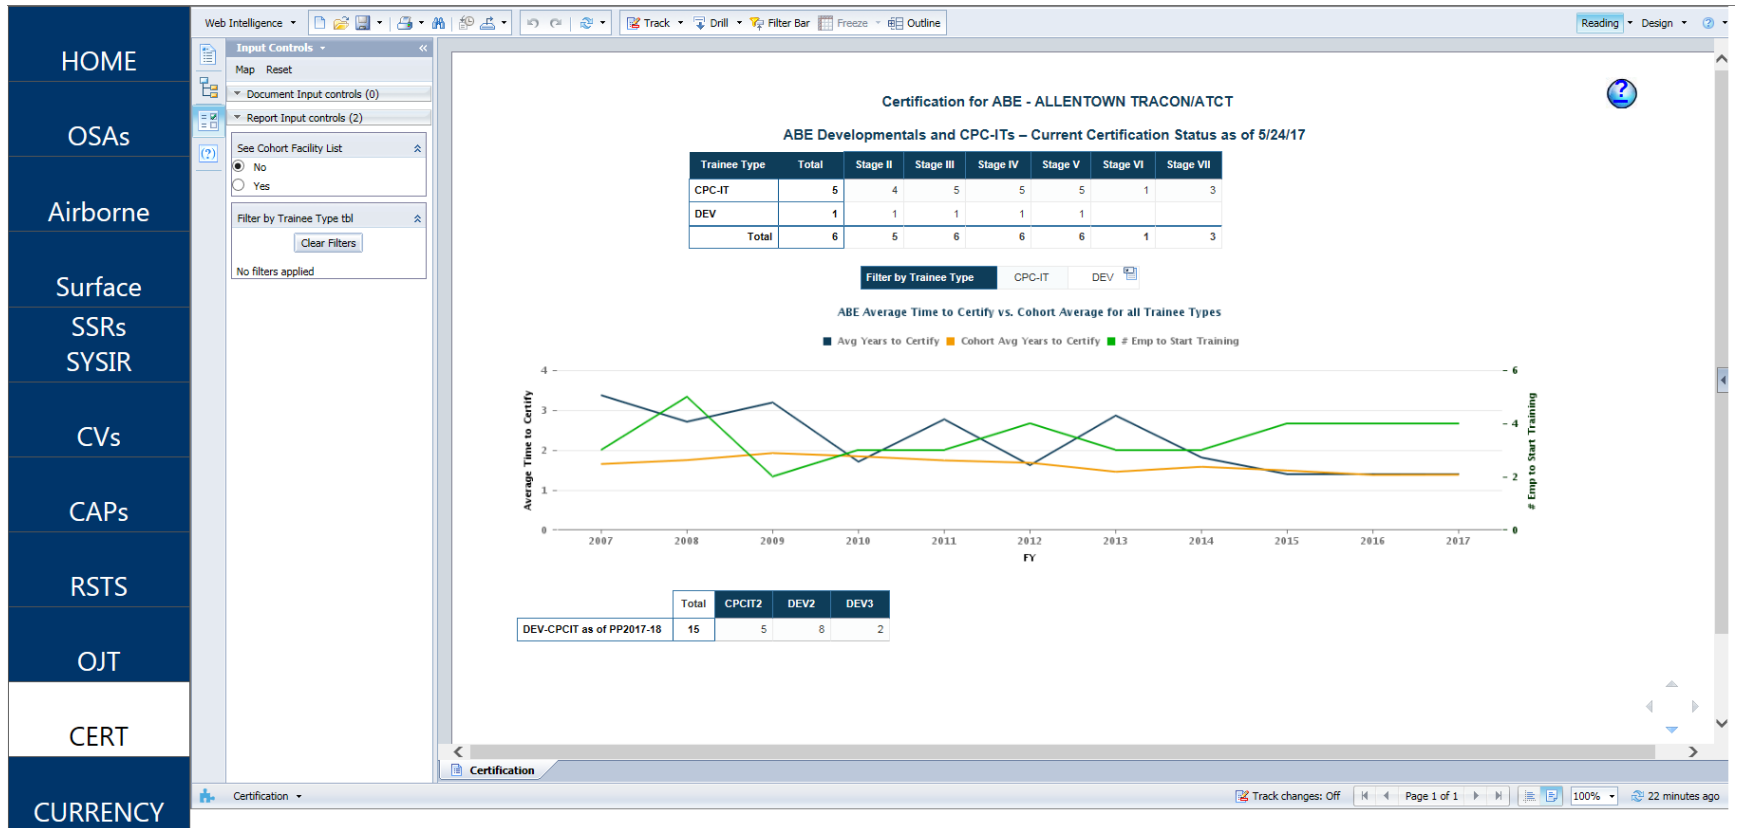 HOME
OSAs
Airborne
Surface
SSRs
SYSIR
CVs
CAPs
RSTS
OJT
CERT
CURRENCY
Web Intelligence
Track
Drill
Filter Bar
Freeze
Outline
Reading
Design
Input Controls
Map Reset
Document Input controls (0)
Report Input controls (2)
See Cohort Facility List
No
Yes
Filter by Trainee Type tbl
Clear Filters
No filters applied
Certification for ABE - ALLENTOWN TRACON/ATCT
ABE Developmentals and CPC-ITs – Current Certification Status as of 5/24/17
Trainee Type Total Stage II Stage III Stage IV Stage V Stage VI Stage VII
CPC-IT 5 4 5 5 5 1 3
DEV 1 1 1 1 1
Total 6 5 6 6 6 1 3
Filter by Trainee Type CPC-IT DEV
ABE Average Time to Certify vs. Cohort Average for all Trainee Types
Avg Years to Certify Cohort Avg Years to Certify # Emp to Start Training
Average Time to Certify
4
3
2
1
0
6
4
2
0
# Emp to Start Training
2007 2008 2009 2010 2011 2012 2013 2014 2015 2016 2017
FY
Total CPCIT2 DEV2 DEV3
DEV-CPCIT as of PP2017-18 15 5 8 2
Certification
Certification
Track changes: Off
Page 1 of 1
100%
22 minutes ago